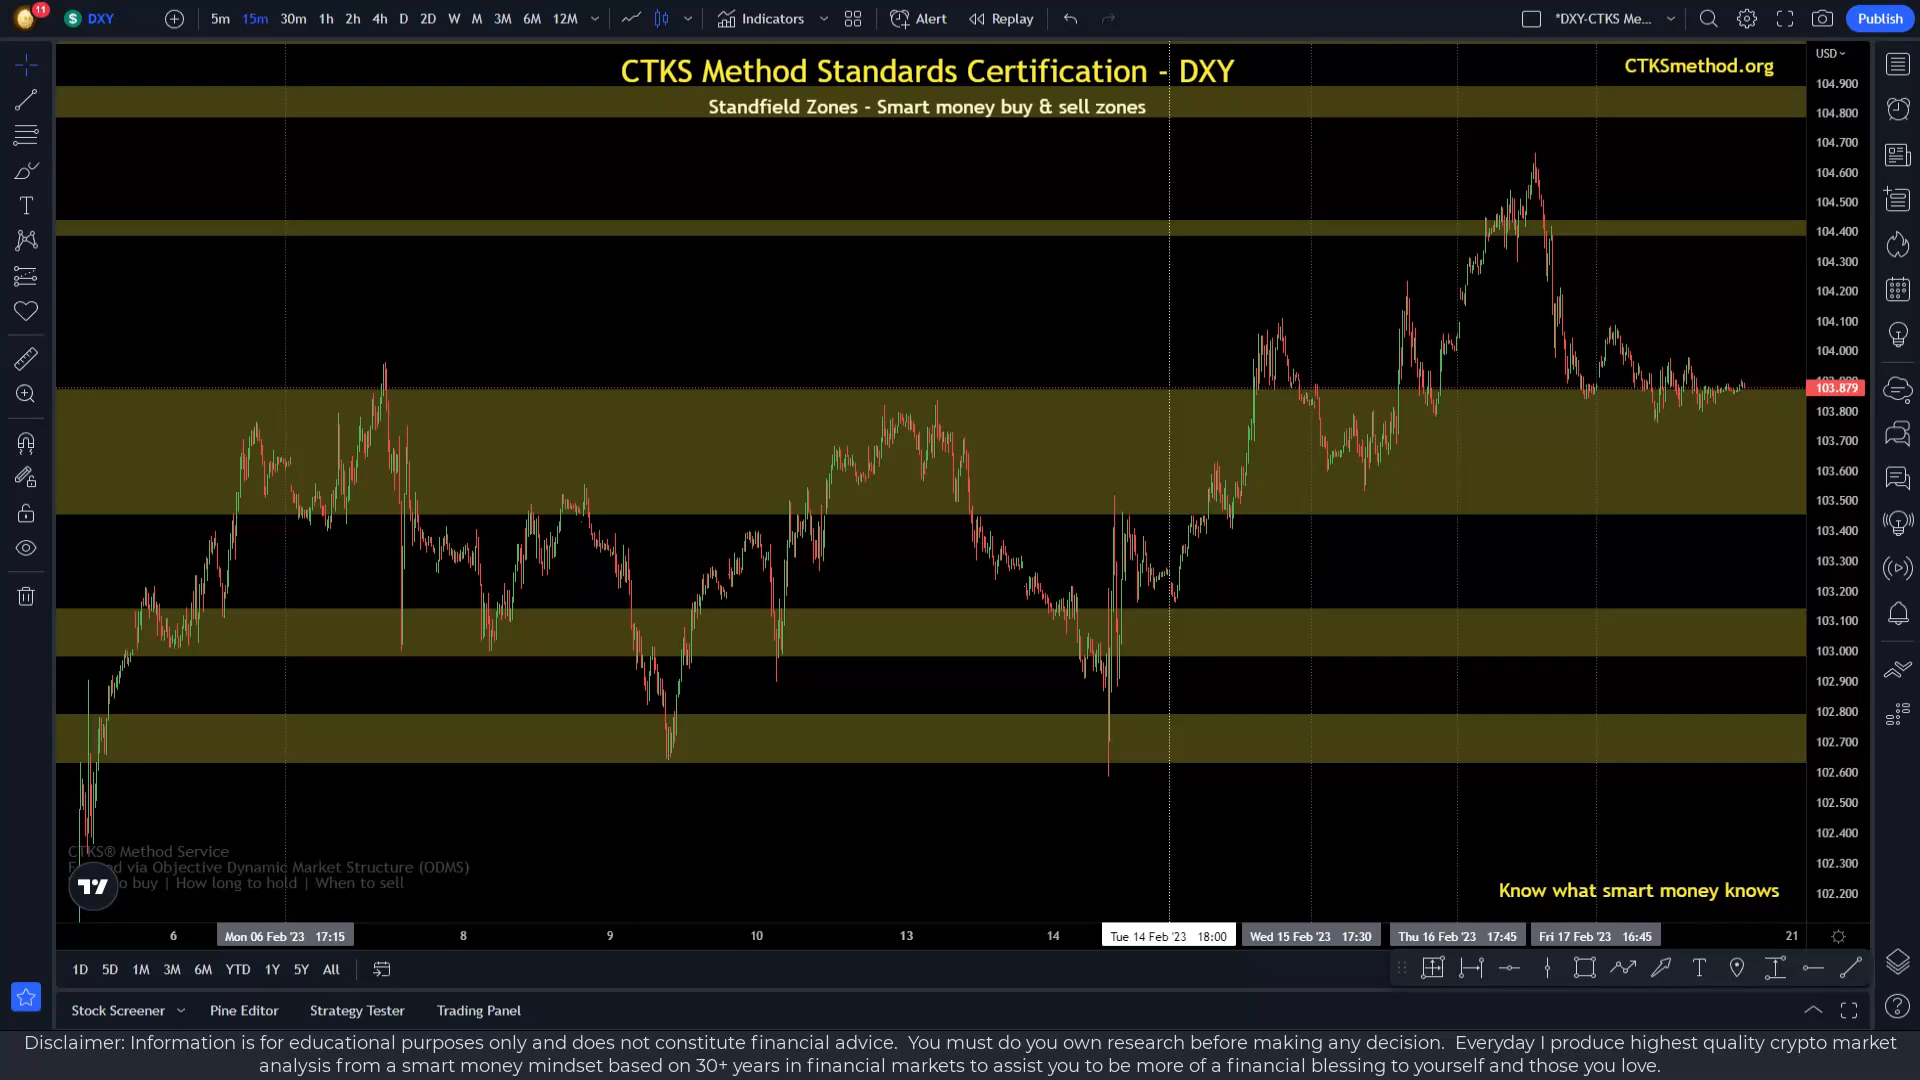 11
S DXY
5m 15m 30m 1h 2h 4h D 2D W M 3M 6M 12M
Indicators
Alert
Replay
*DXY-CTKS Me...
Publish
CTKS Method Standards Certification - DXY
Standfield Zones - Smart money buy & sell zones
CTKSmethod.org
USD
104.900
104.800
104.700
104.600
104.500
104.400
104.300
104.200
104.100
104.000
103.879
103.800
103.700
103.600
103.500
103.400
103.300
103.200
103.100
103.000
102.900
102.800
102.700
102.600
102.500
102.400
102.300
102.200
CTKS® Method Service
via Objective Dynamic Market Structure (ODMS)
o buy | How long to hold | When to sell
Know what smart money knows
6 Mon 06 Feb '23 17:15 8 9 10 13 14 Tue 14 Feb '23 18:00 Wed 15 Feb '23 17:30 Thu 16 Feb '23 17:45 Fri 17 Feb '23 16:45 21
1D 5D 1M 3M 6M YTD 1Y 5Y All
Stock Screener Pine Editor Strategy Tester Trading Panel
Disclaimer: Information is for educational purposes only and does not constitute financial advice. You must do you own research before making any decision. Everyday I produce highest quality crypto market
analysis from a smart money mindset based on 30+ years in financial markets to assist you to be more of a financial blessing to yourself and those you love.